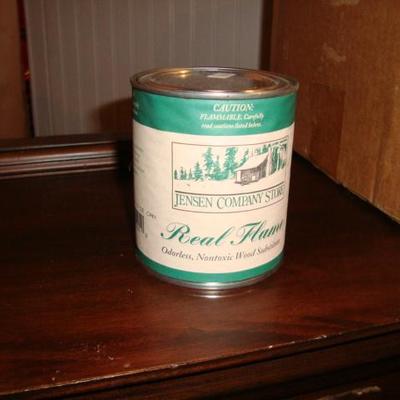 CAUTION:
FLAMMABLE. Carefully
read cautions listed below.
JENSEN COMPANY STORE
Real Flame
Odorless, Nontoxic Wood Substitute